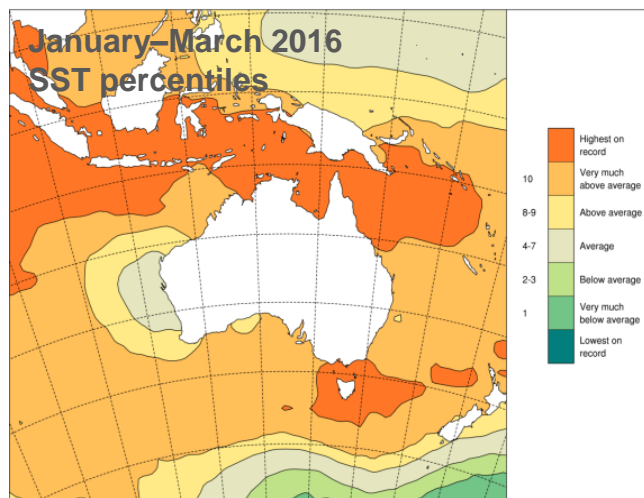 January–March 2016
SST percentiles
Highest on
record
10
Very much
above average
8-9
Above average
4-7
Average
2-3
Below average
1
Very much
below average
Lowest on
record